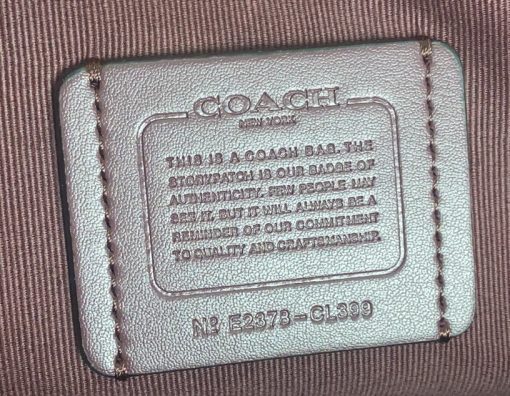 COACH
NEW YORK
THIS IS A COACH BAG. THE
STORYPATCH IS OUR BADGE OF
AUTHENTICITY. FEW PEOPLE MAY
SEE IT, BUT IT WILL ALWAYS BE A
REMINDER OF OUR COMMITMENT
TO QUALITY AND CRAFTSMANSHIP.
Nº E2373-CL399